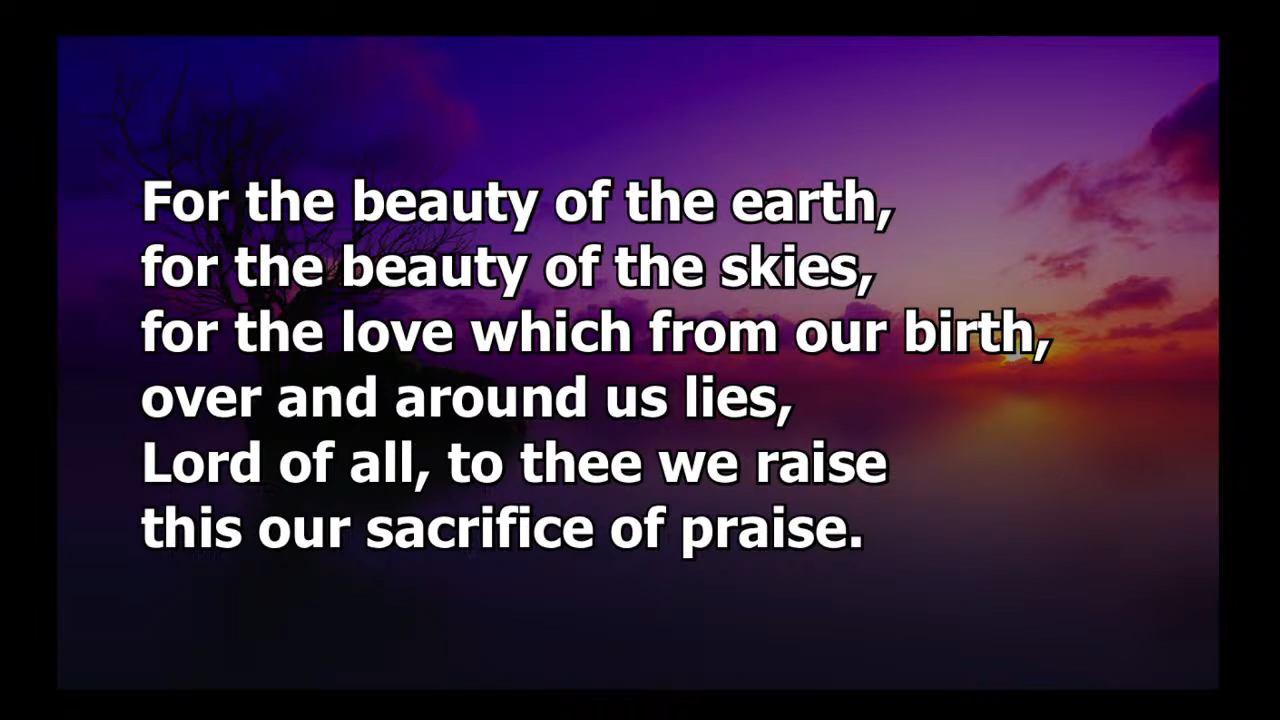 For the beauty of the earth,
for the beauty of the skies,
for the love which from our birth,
over and around us lies,
Lord of all, to thee we raise
this our sacrifice of praise.